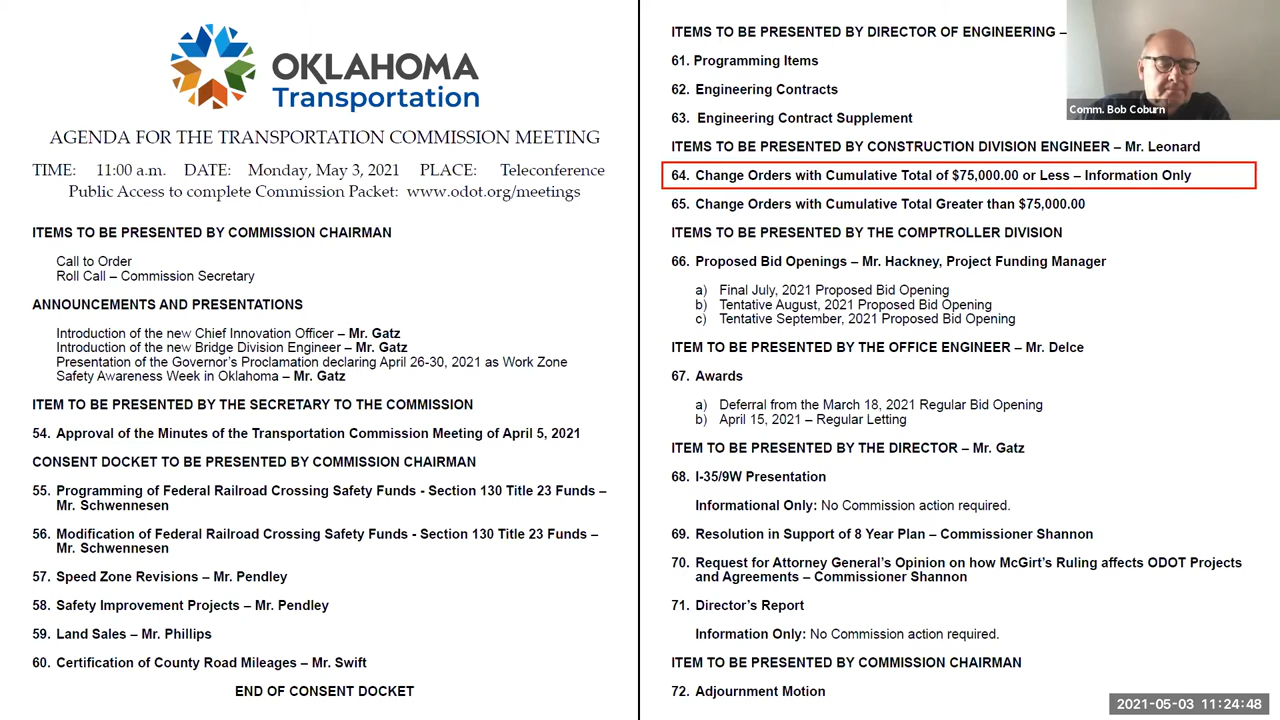 OKLAHOMA
Transportation
AGENDA FOR THE TRANSPORTATION COMMISSION MEETING
TIME: 11:00 a.m. DATE: Monday, May 3, 2021 PLACE: Teleconference
Public Access to complete Commission Packet: www.odot.org/meetings
ITEMS TO BE PRESENTED BY COMMISSION CHAIRMAN
Call to Order
Roll Call – Commission Secretary
ANNOUNCEMENTS AND PRESENTATIONS
Introduction of the new Chief Innovation Officer – Mr. Gatz
Introduction of the new Bridge Division Engineer – Mr. Gatz
Presentation of the Governor's Proclamation declaring April 26-30, 2021 as Work Zone
Safety Awareness Week in Oklahoma – Mr. Gatz
ITEM TO BE PRESENTED BY THE SECRETARY TO THE COMMISSION
54. Approval of the Minutes of the Transportation Commission Meeting of April 5, 2021
CONSENT DOCKET TO BE PRESENTED BY COMMISSION CHAIRMAN
55. Programming of Federal Railroad Crossing Safety Funds - Section 130 Title 23 Funds –
Mr. Schwennesen
56. Modification of Federal Railroad Crossing Safety Funds - Section 130 Title 23 Funds –
Mr. Schwennesen
57. Speed Zone Revisions – Mr. Pendley
58. Safety Improvement Projects – Mr. Pendley
59. Land Sales – Mr. Phillips
60. Certification of County Road Mileages – Mr. Swift
END OF CONSENT DOCKET
ITEMS TO BE PRESENTED BY DIRECTOR OF ENGINEERING –
61. Programming Items
62. Engineering Contracts
63. Engineering Contract Supplement
ITEMS TO BE PRESENTED BY CONSTRUCTION DIVISION ENGINEER – Mr. Leonard
64. Change Orders with Cumulative Total of $75,000.00 or Less – Information Only
65. Change Orders with Cumulative Total Greater than $75,000.00
ITEMS TO BE PRESENTED BY THE COMPTROLLER DIVISION
66. Proposed Bid Openings – Mr. Hackney, Project Funding Manager
a) Final July, 2021 Proposed Bid Opening
b) Tentative August, 2021 Proposed Bid Opening
c) Tentative September, 2021 Proposed Bid Opening
ITEM TO BE PRESENTED BY THE OFFICE ENGINEER – Mr. Delce
67. Awards
a) Deferral from the March 18, 2021 Regular Bid Opening
b) April 15, 2021 – Regular Letting
ITEM TO BE PRESENTED BY THE DIRECTOR – Mr. Gatz
68. I-35/9W Presentation
Informational Only: No Commission action required.
69. Resolution in Support of 8 Year Plan – Commissioner Shannon
70. Request for Attorney General's Opinion on how McGirt's Ruling affects ODOT Projects
and Agreements – Commissioner Shannon
71. Director's Report
Information Only: No Commission action required.
ITEM TO BE PRESENTED BY COMMISSION CHAIRMAN
72. Adjournment Motion
Comm. Bob Coburn
2021-05-03 11:24:48